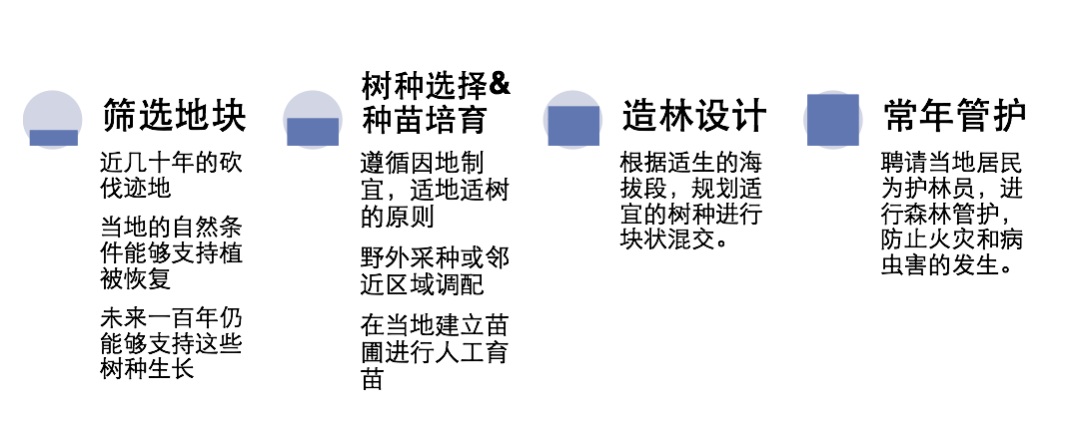 筛选地块
近几十年的砍
伐迹地
当地的自然条
件能够支持植
被恢复
未来一百年仍
能够支持这些
树种生长
树种选择&
种苗培育
遵循因地制
宜，适地适树
的原则
野外采种或邻
近区域调配
在当地建立苗
圃进行人工育
苗
造林设计
根据适生的海
拔段，规划适
宜的树种进行
块状混交。
常年管护
聘请当地居民
为护林员，进
行森林管护，
防止火灾和病
虫害的发生。